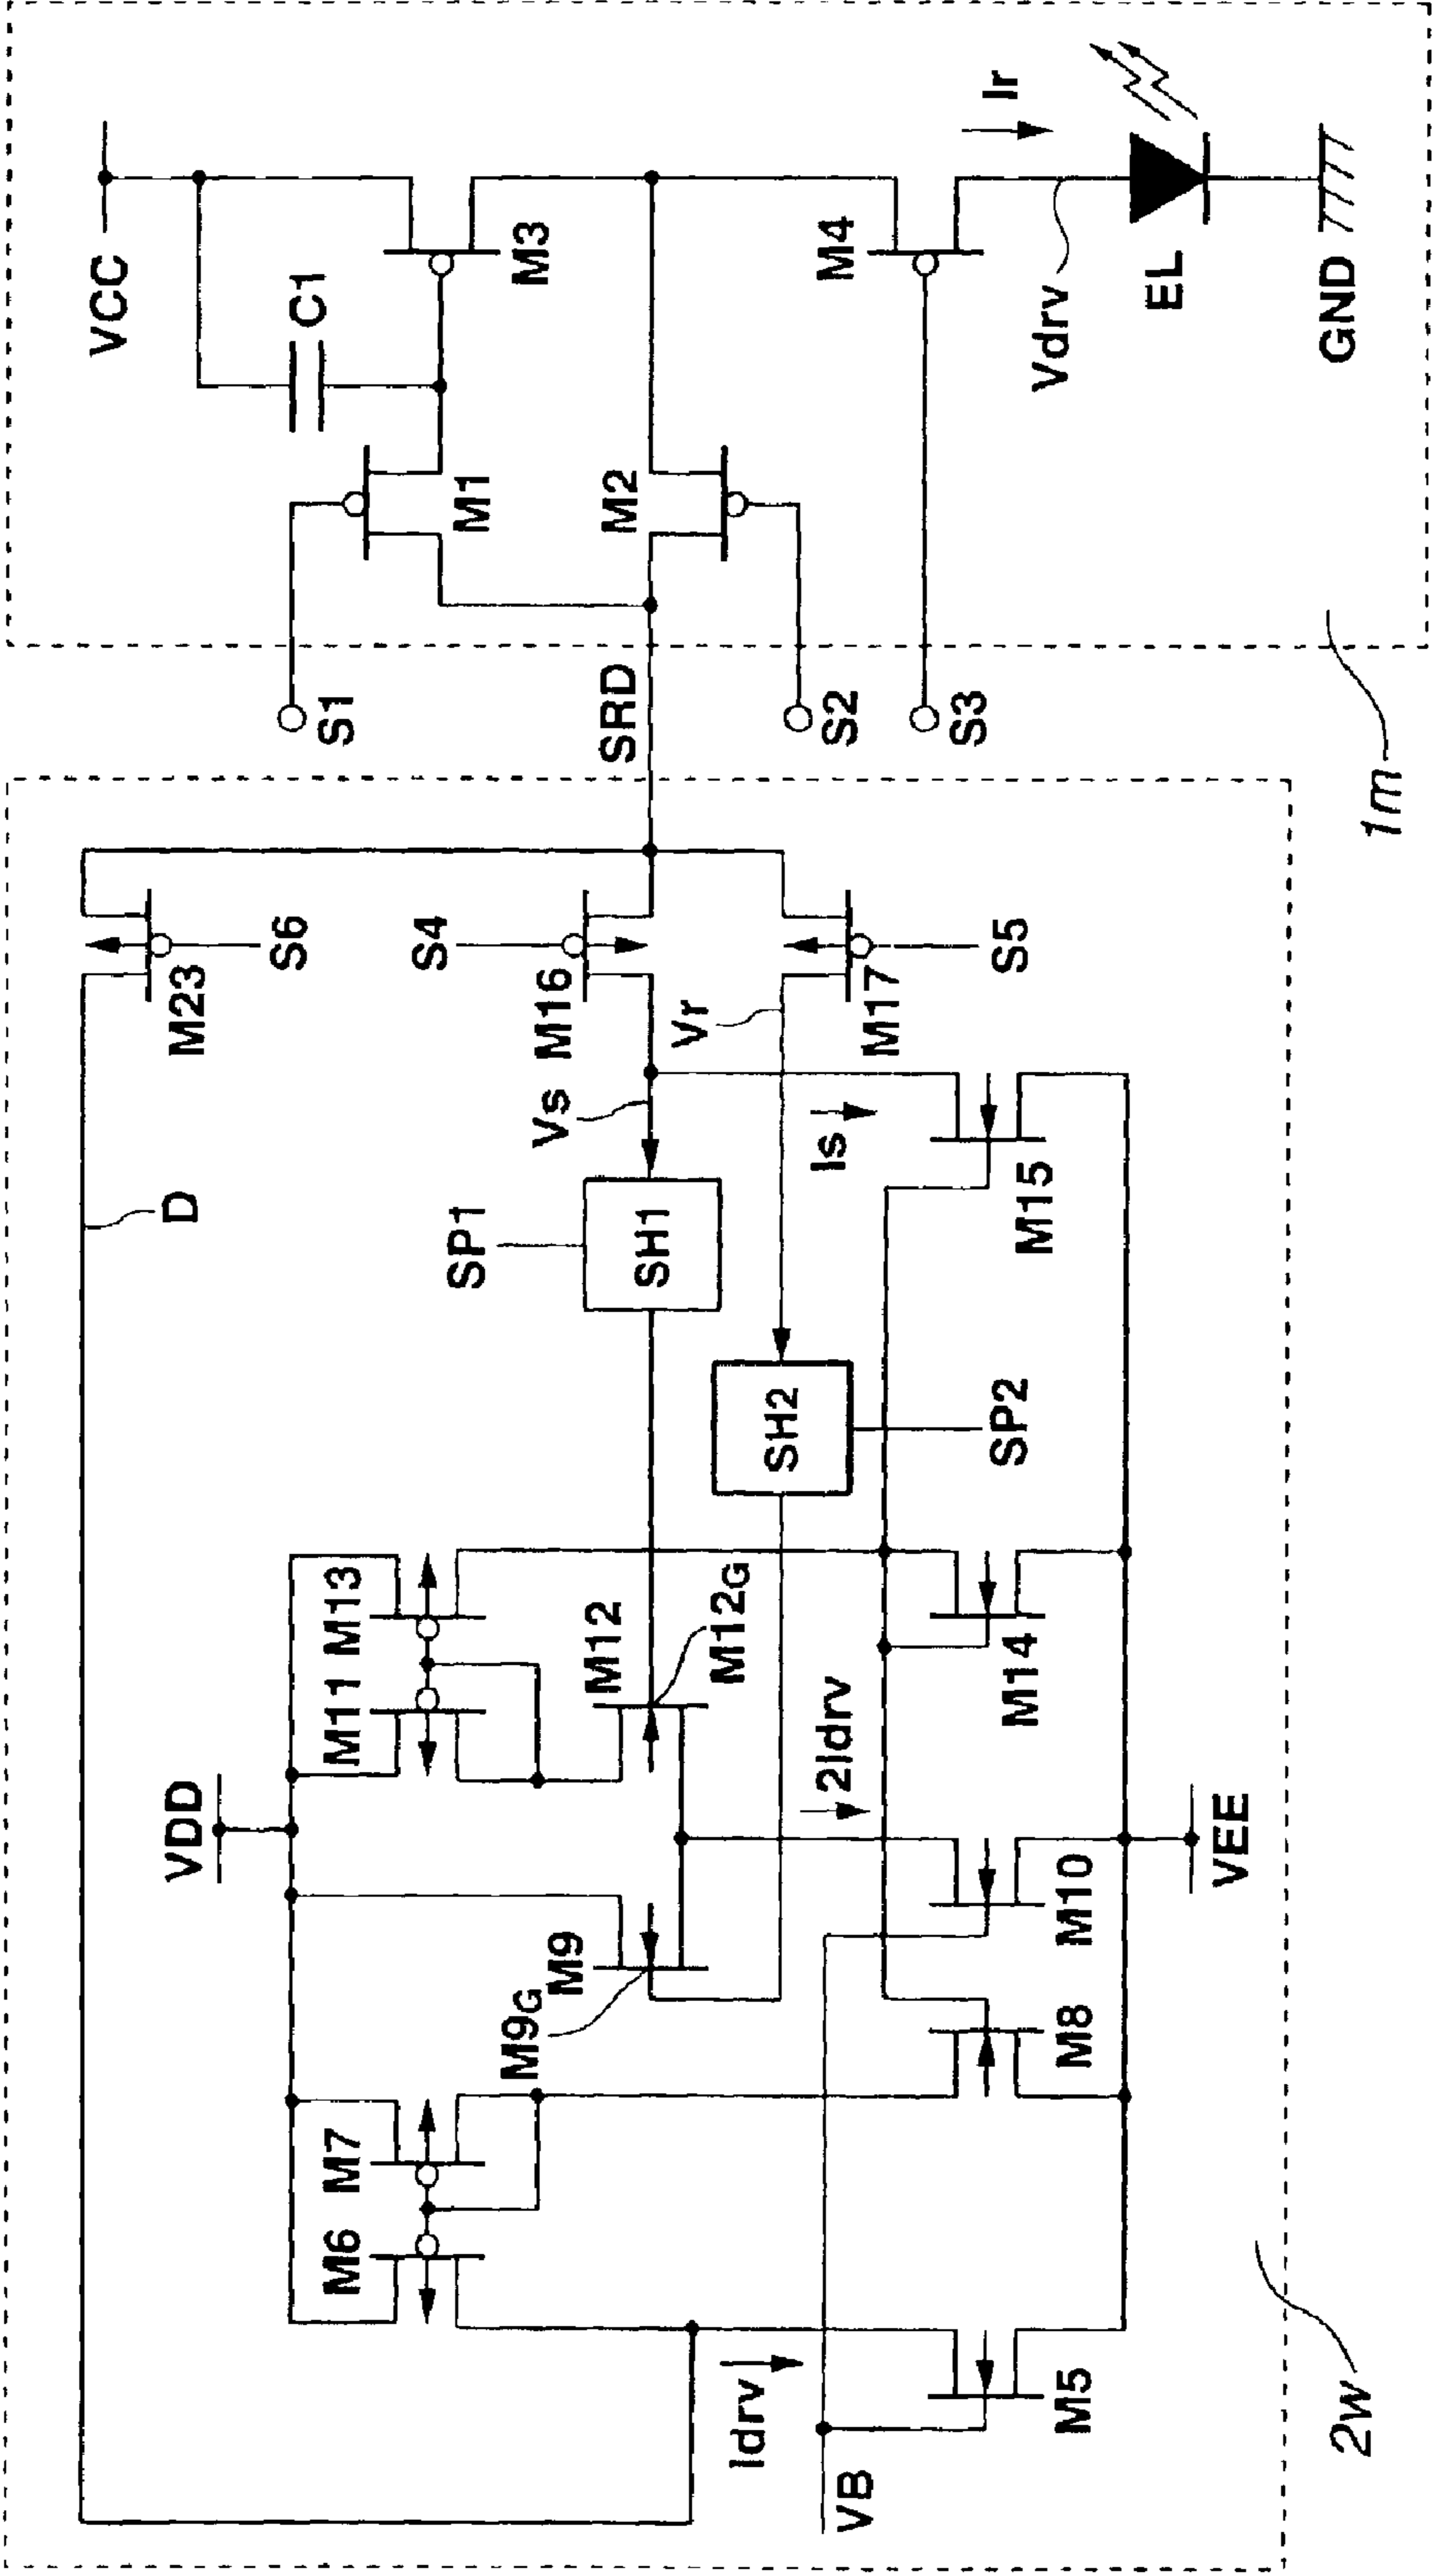 VCC
C1
M3
M1
M2
M4
Ir
Vdrv
EL
GND
S1
SRD
S2
S3
1m
M23
S6
S4
M16
Vr
M17
S5
D
Vs
SP1
SH1
Is
M15
SH2
SP2
M13
M11
M12
M12G
M14
VDD
2Idrv
M9
M9G
M10
VEE
M8
M7
M6
Idrv
M5
VB
2w